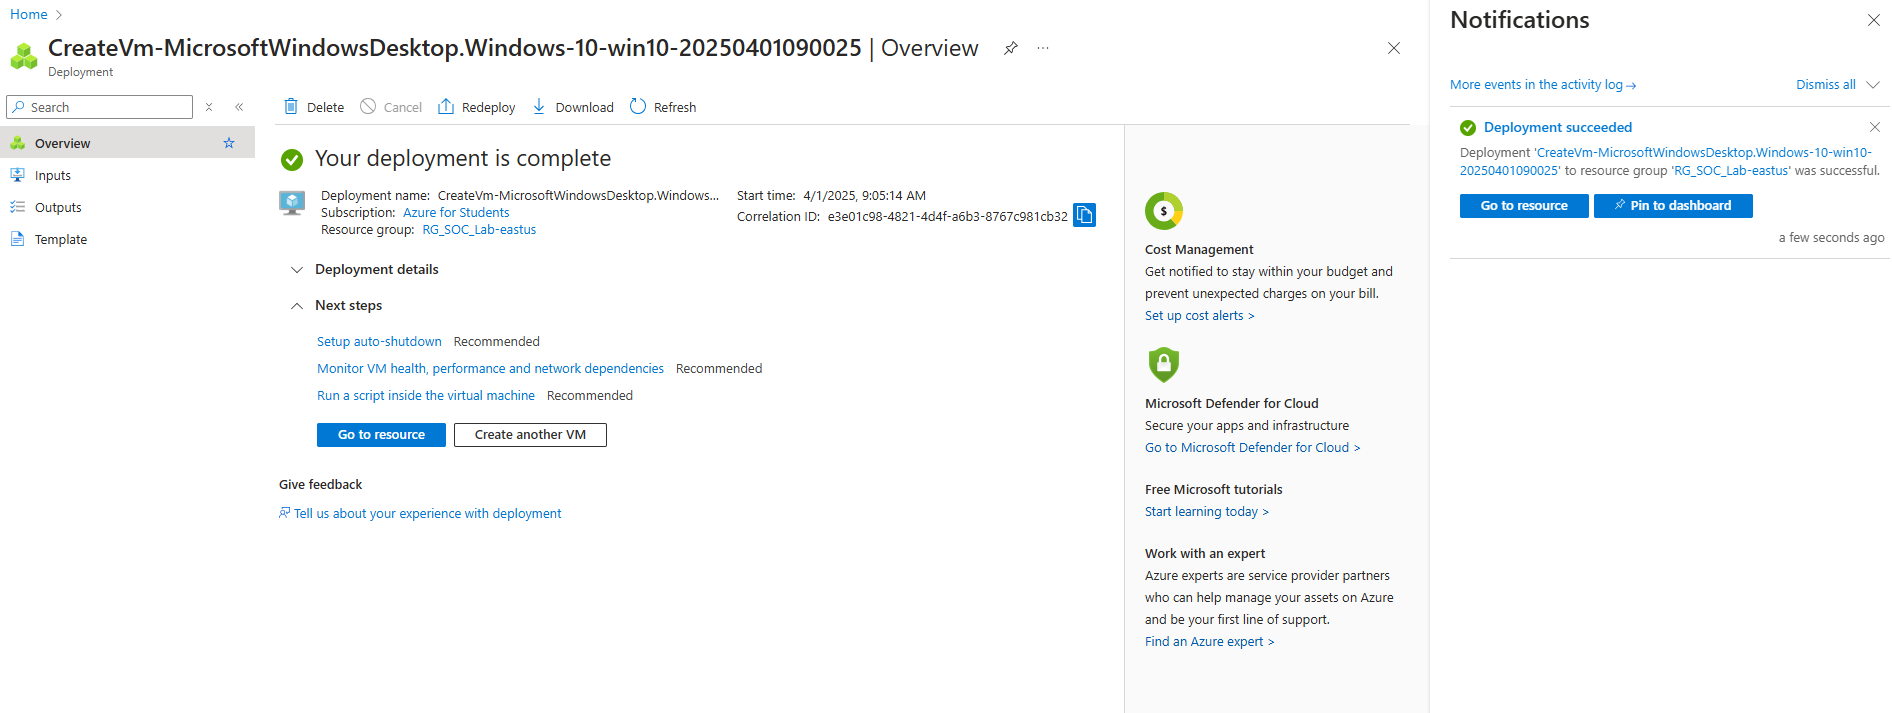 Home
CreateVm-MicrosoftWindowsDesktop.Windows-10-win10-20250401090025 | Overview
Deployment
Search
Overview
Inputs
Outputs
Template
Delete Cancel Redeploy Download Refresh
Your deployment is complete
Deployment name: CreateVm-MicrosoftWindowsDesktop.Windows...
Subscription: Azure for Students
Resource group: RG_SOC_Lab-eastus
Start time: 4/1/2025, 9:05:14 AM
Correlation ID: e3e01c98-4821-4d4f-a6b3-8767c981cb32
Deployment details
Next steps
Setup auto-shutdown Recommended
Monitor VM health, performance and network dependencies Recommended
Run a script inside the virtual machine Recommended
Go to resource Create another VM
Give feedback
Tell us about your experience with deployment
Cost Management
Get notified to stay within your budget and
prevent unexpected charges on your bill.
Set up cost alerts >
Microsoft Defender for Cloud
Secure your apps and infrastructure
Go to Microsoft Defender for Cloud >
Free Microsoft tutorials
Start learning today >
Work with an expert
Azure experts are service provider partners
who can help manage your assets on Azure
and be your first line of support.
Find an Azure expert >
Notifications
More events in the activity log →
Dismiss all
Deployment succeeded
Deployment 'CreateVm-MicrosoftWindowsDesktop.Windows-10-win10-
20250401090025' to resource group 'RG_SOC_Lab-eastus' was successful.
Go to resource Pin to dashboard
a few seconds ago